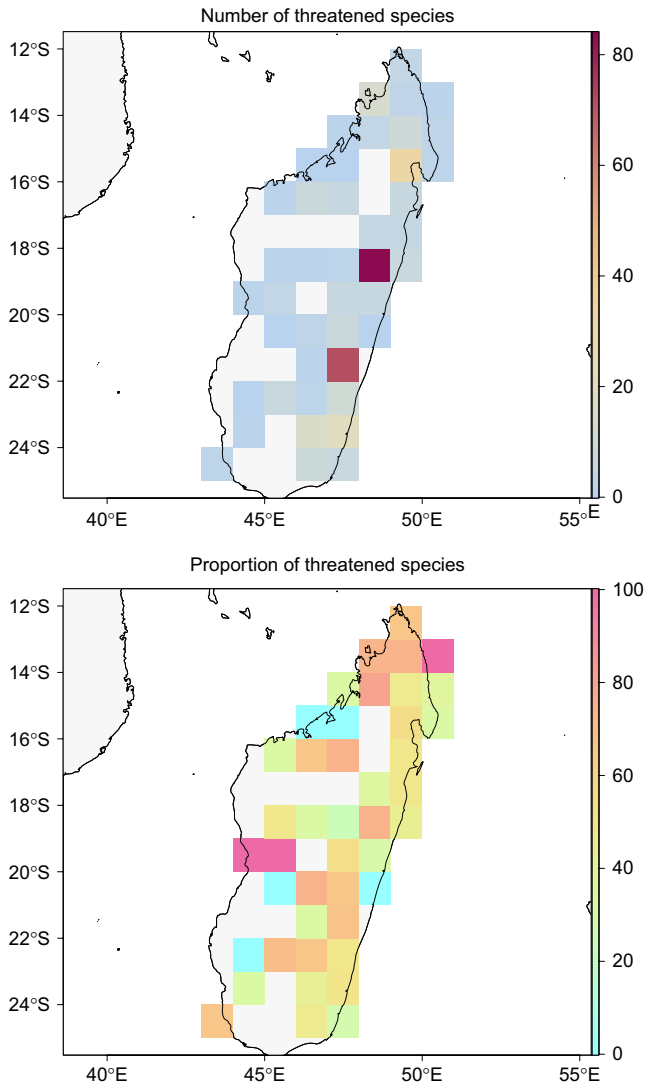 Number of threatened species
12°S
14°S
16°S
18°S
20°S
22°S
24°S
40°E
45°E
50°E
55°E
80
60
40
20
0
Proportion of threatened species
12°S
14°S
16°S
18°S
20°S
22°S
24°S
40°E
45°E
50°E
55°E
100
80
60
40
20
0